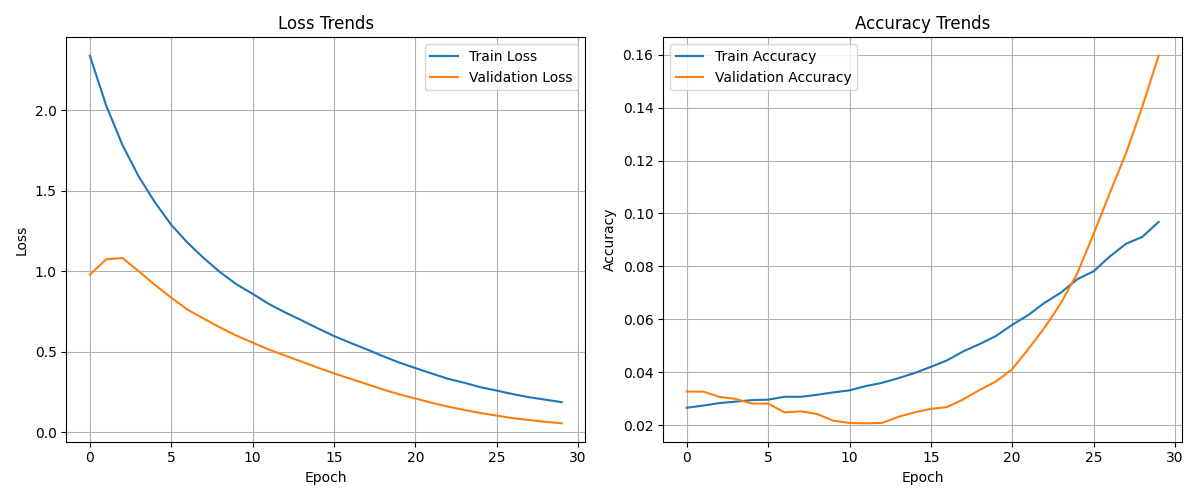 Loss Trends
Train Loss
Validation Loss
Loss
2.0
1.5
1.0
0.5
0.0
0 5 10 15 20 25 30
Epoch
Accuracy Trends
Train Accuracy
Validation Accuracy
Accuracy
0.16
0.14
0.12
0.10
0.08
0.06
0.04
0.02
0 5 10 15 20 25 30
Epoch